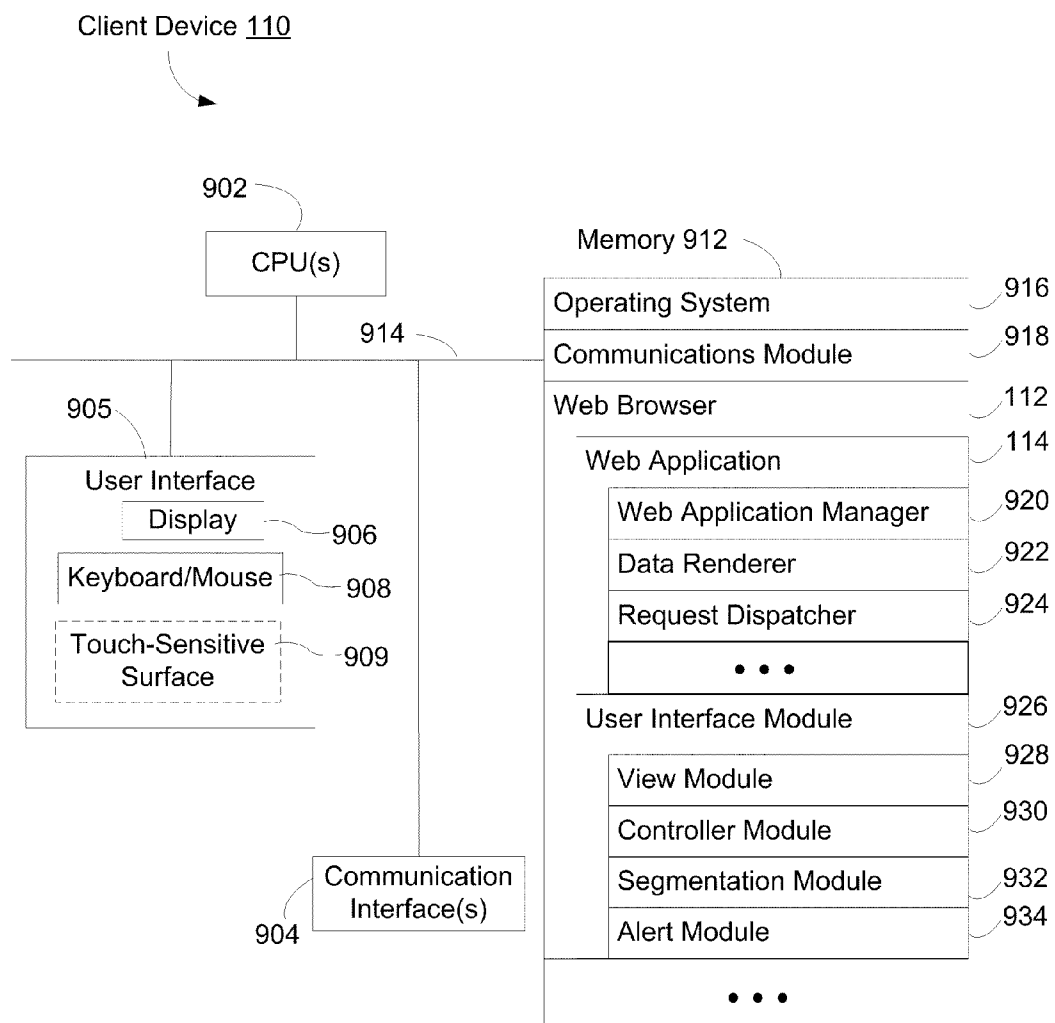 Client Device 110
902
CPU(s)
914
905
User Interface
Display
906
Keyboard/Mouse
908
Touch-Sensitive
Surface
909
Communication
Interface(s)
904
Memory 912
Operating System
916
Communications Module
918
Web Browser
112
Web Application
114
Web Application Manager
920
Data Renderer
922
Request Dispatcher
924
• • •
User Interface Module
926
View Module
928
Controller Module
930
Segmentation Module
932
Alert Module
934
• • •